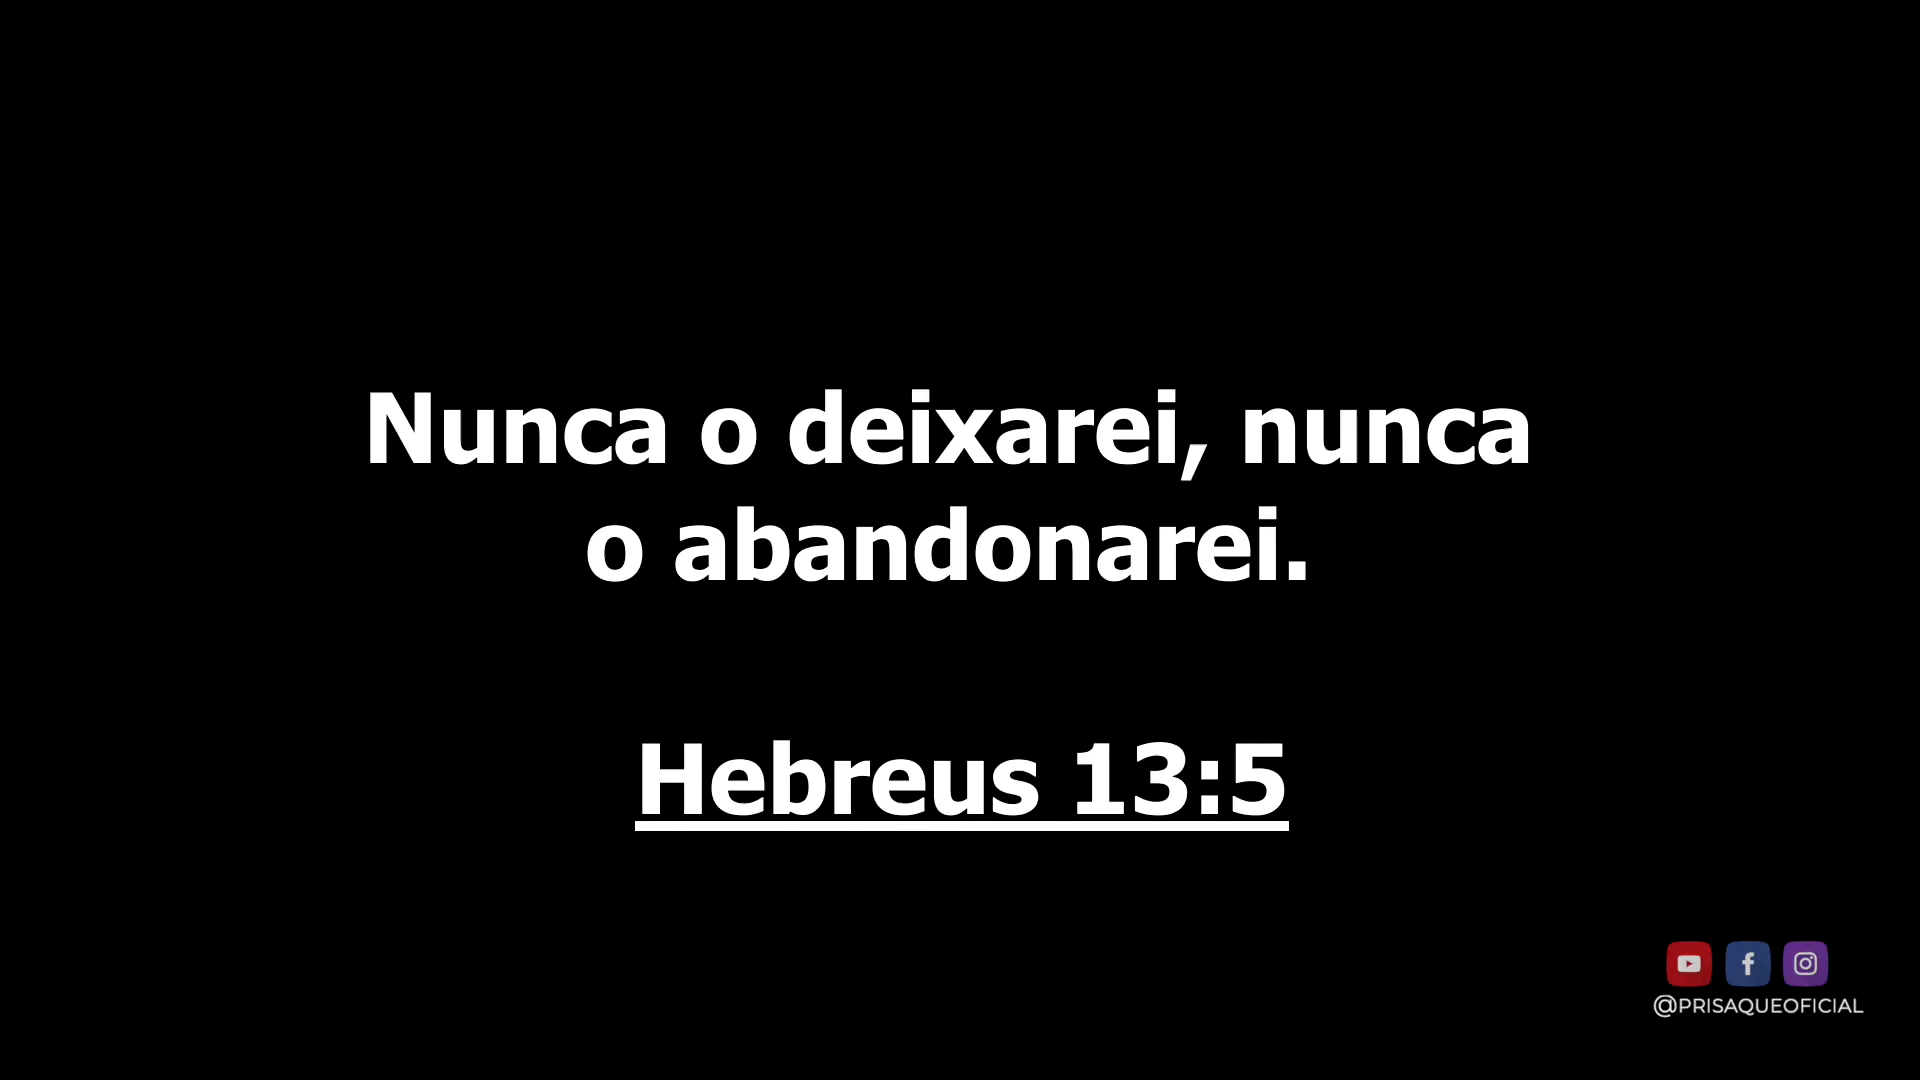 Nunca o deixarei, nunca
o abandonarei.
Hebreus 13:5
@PRISAQUEOFICIAL